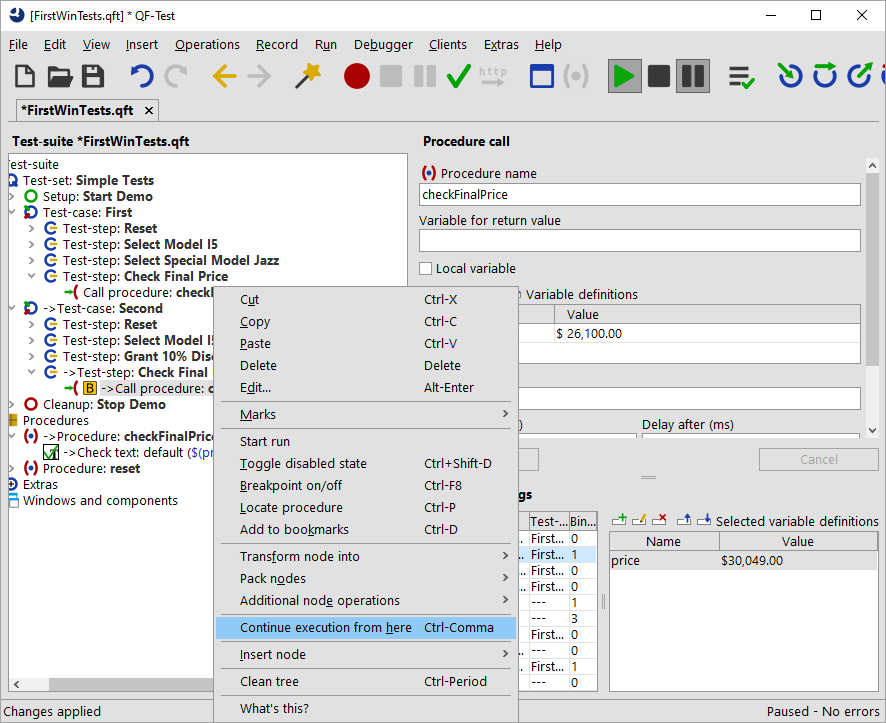 [FirstWinTests.qft] * QF-Test
File Edit View Insert Operations Record Run Debugger Clients Extras Help
http
*FirstWinTests.qft
Test-suite *FirstWinTests.qft
Test-suite
Test-set: Simple Tests
Setup: Start Demo
Test-case: First
Test-step: Reset
Test-step: Select Model I5
Test-step: Select Special Model Jazz
Test-step: Check Final Price
Call procedure: check
->Test-case: Second
Test-step: Reset
Test-step: Select Model I
Test-step: Grant 10% Disc
->Test-step: Check Final
B ->Call procedure: c
Cleanup: Stop Demo
Procedures
->Procedure: checkFinalPric
->Check text: default ($(pr
Procedure: reset
Extras
Windows and components
Cut Ctrl-X
Copy Ctrl-C
Paste Ctrl-V
Delete Delete
Edit... Alt-Enter
Marks
Start run
Toggle disabled state Ctrl+Shift-D
Breakpoint on/off Ctrl-F8
Locate procedure Ctrl-P
Add to bookmarks Ctrl-D
Transform node into
Pack nodes
Additional node operations
Continue execution from here Ctrl-Comma
Insert node
Clean tree Ctrl-Period
What's this?
Procedure call
Procedure name
checkFinalPrice
Variable for return value
Local variable
Variable definitions
Value
$ 26,100.00
) Delay after (ms)
Cancel
gs
Test-... Bin...
First... 0
First... 1
First... 0
First... 0
--- 1
--- 3
First... 0
--- 0
First... 1
--- 0
Selected variable definitions
Name Value
price $30,049.00
Changes applied
Paused - No errors